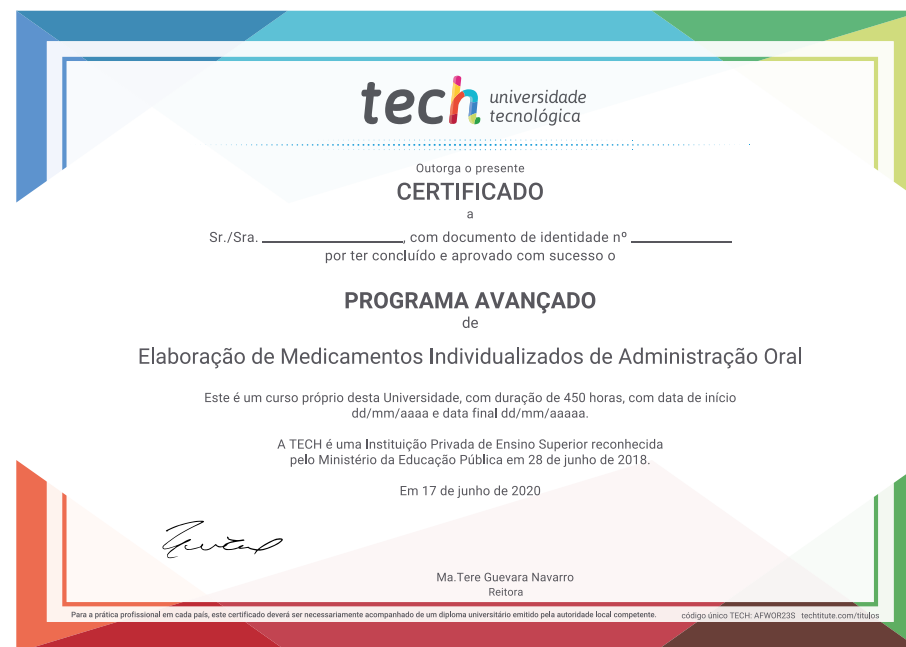 tech universidade
tecnológica
Outorga o presente
CERTIFICADO
a
Sr./Sra. ____________, com documento de identidade nº ____________
por ter concluído e aprovado com sucesso o
PROGRAMA AVANÇADO
de
Elaboração de Medicamentos Individualizados de Administração Oral
Este é um curso próprio desta Universidade, com duração de 450 horas, com data de início
dd/mm/aaaa e data final dd/mm/aaaaa.
A TECH é uma Instituição Privada de Ensino Superior reconhecida
pelo Ministério da Educação Pública em 28 de junho de 2018.
Em 17 de junho de 2020
Ma.Tere Guevara Navarro
Reitora
Para a prática profissional em cada país, este certificado deverá ser necessariamente acompanhado de um diploma universitário emitido pela autoridade local competente. código único TECH: AFWOR23S techtitute.com/titulos